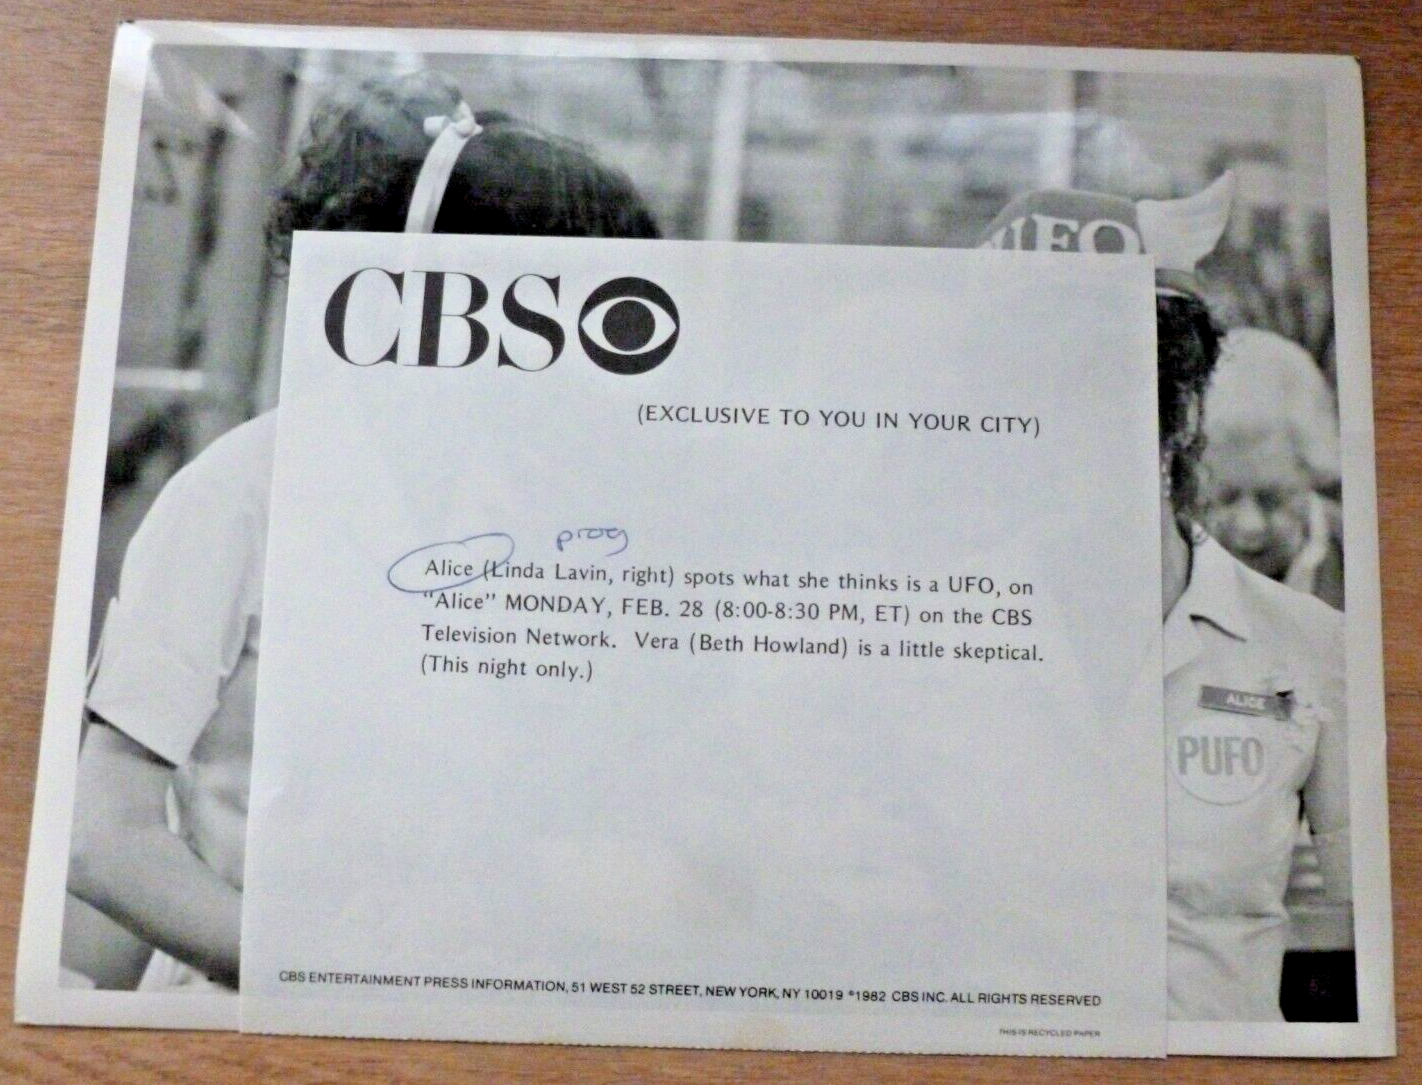 UFO
CBS
(EXCLUSIVE TO YOU IN YOUR CITY)
prog
Alice (Linda Lavin, right) spots what she thinks is a UFO, on
"Alice" MONDAY, FEB. 28 (8:00-8:30 PM, ET) on the CBS
Television Network. Vera (Beth Howland) is a little skeptical.
(This night only.)
ALICE
PUFO
CBS ENTERTAINMENT PRESS INFORMATION, 51 WEST 52 STREET, NEW YORK, NY 10019 ©1982 CBS INC. ALL RIGHTS RESERVED
THIS IS RECYCLED PAPER